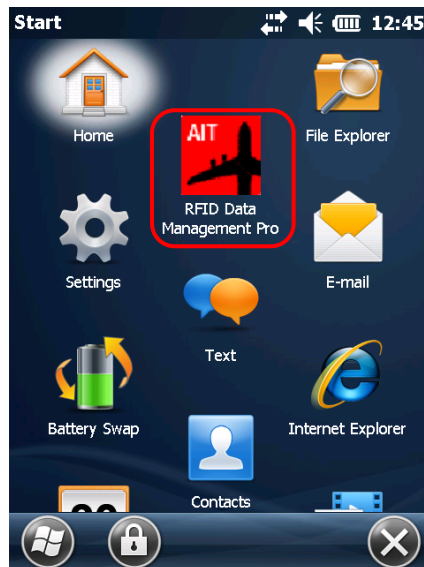 Start
12:45
Home
AIT
File Explorer
RFID Data
Management Pro
Settings
E-mail
Text
Battery Swap
Internet Explorer
Contacts